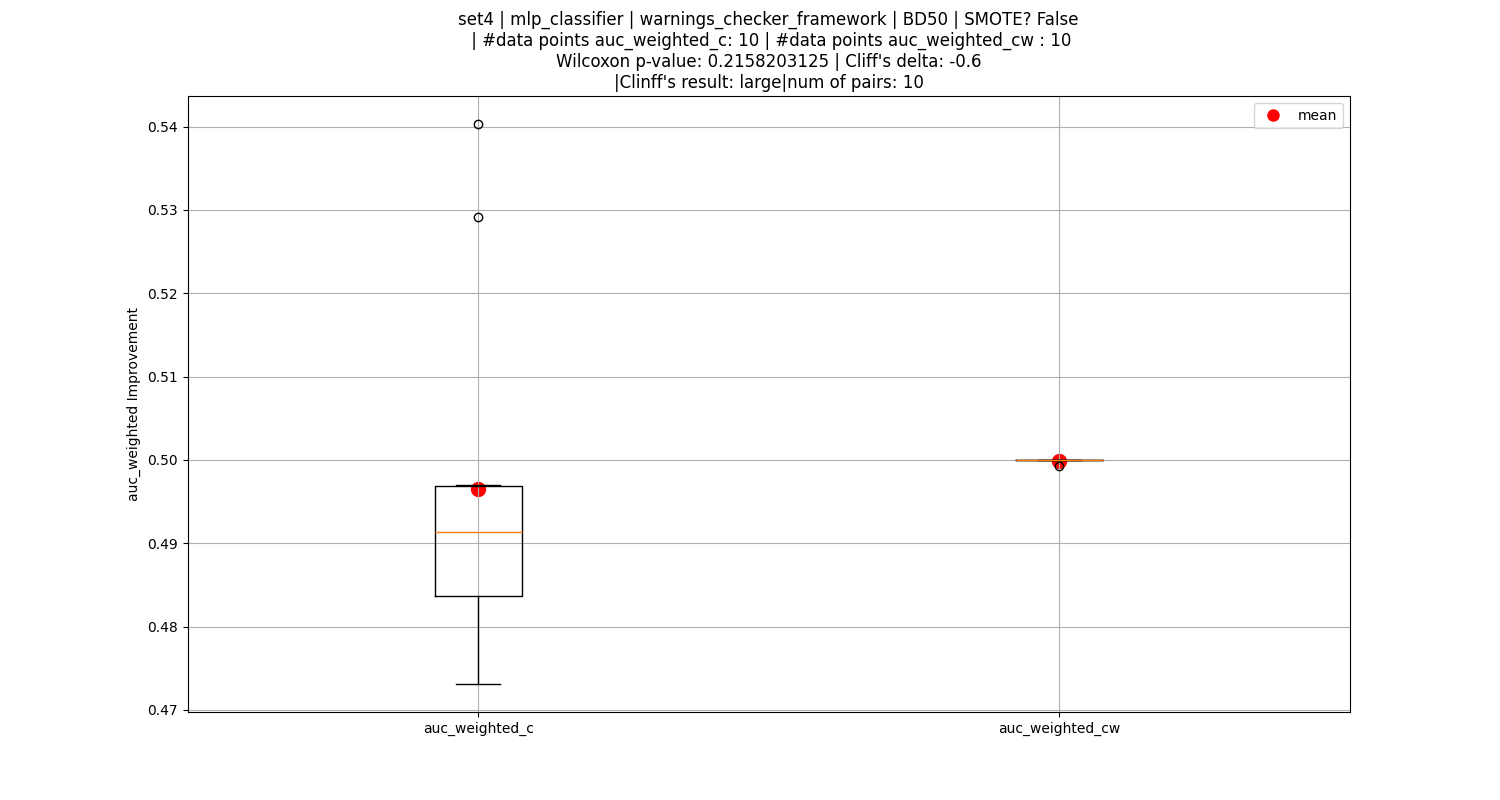 set4 | mlp_classifier | warnings_checker_framework | BD50 | SMOTE? False
| #data points auc_weighted_c: 10 | #data points auc_weighted_cw : 10
Wilcoxon p-value: 0.2158203125 | Cliff's delta: -0.6
|Clinff's result: large|num of pairs: 10
mean
0.54
0.53
0.52
0.51
0.50
0.49
0.48
0.47
auc_weighted Improvement
auc_weighted_c
auc_weighted_cw